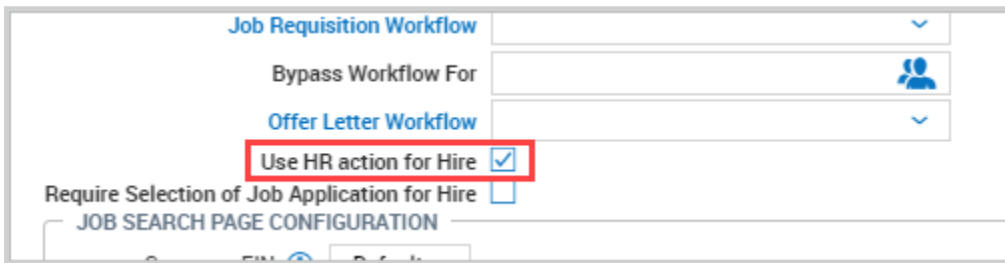 Job Requisition Workflow
Bypass Workflow For
Offer Letter Workflow
Use HR action for Hire
Require Selection of Job Application for Hire
JOB SEARCH PAGE CONFIGURATION